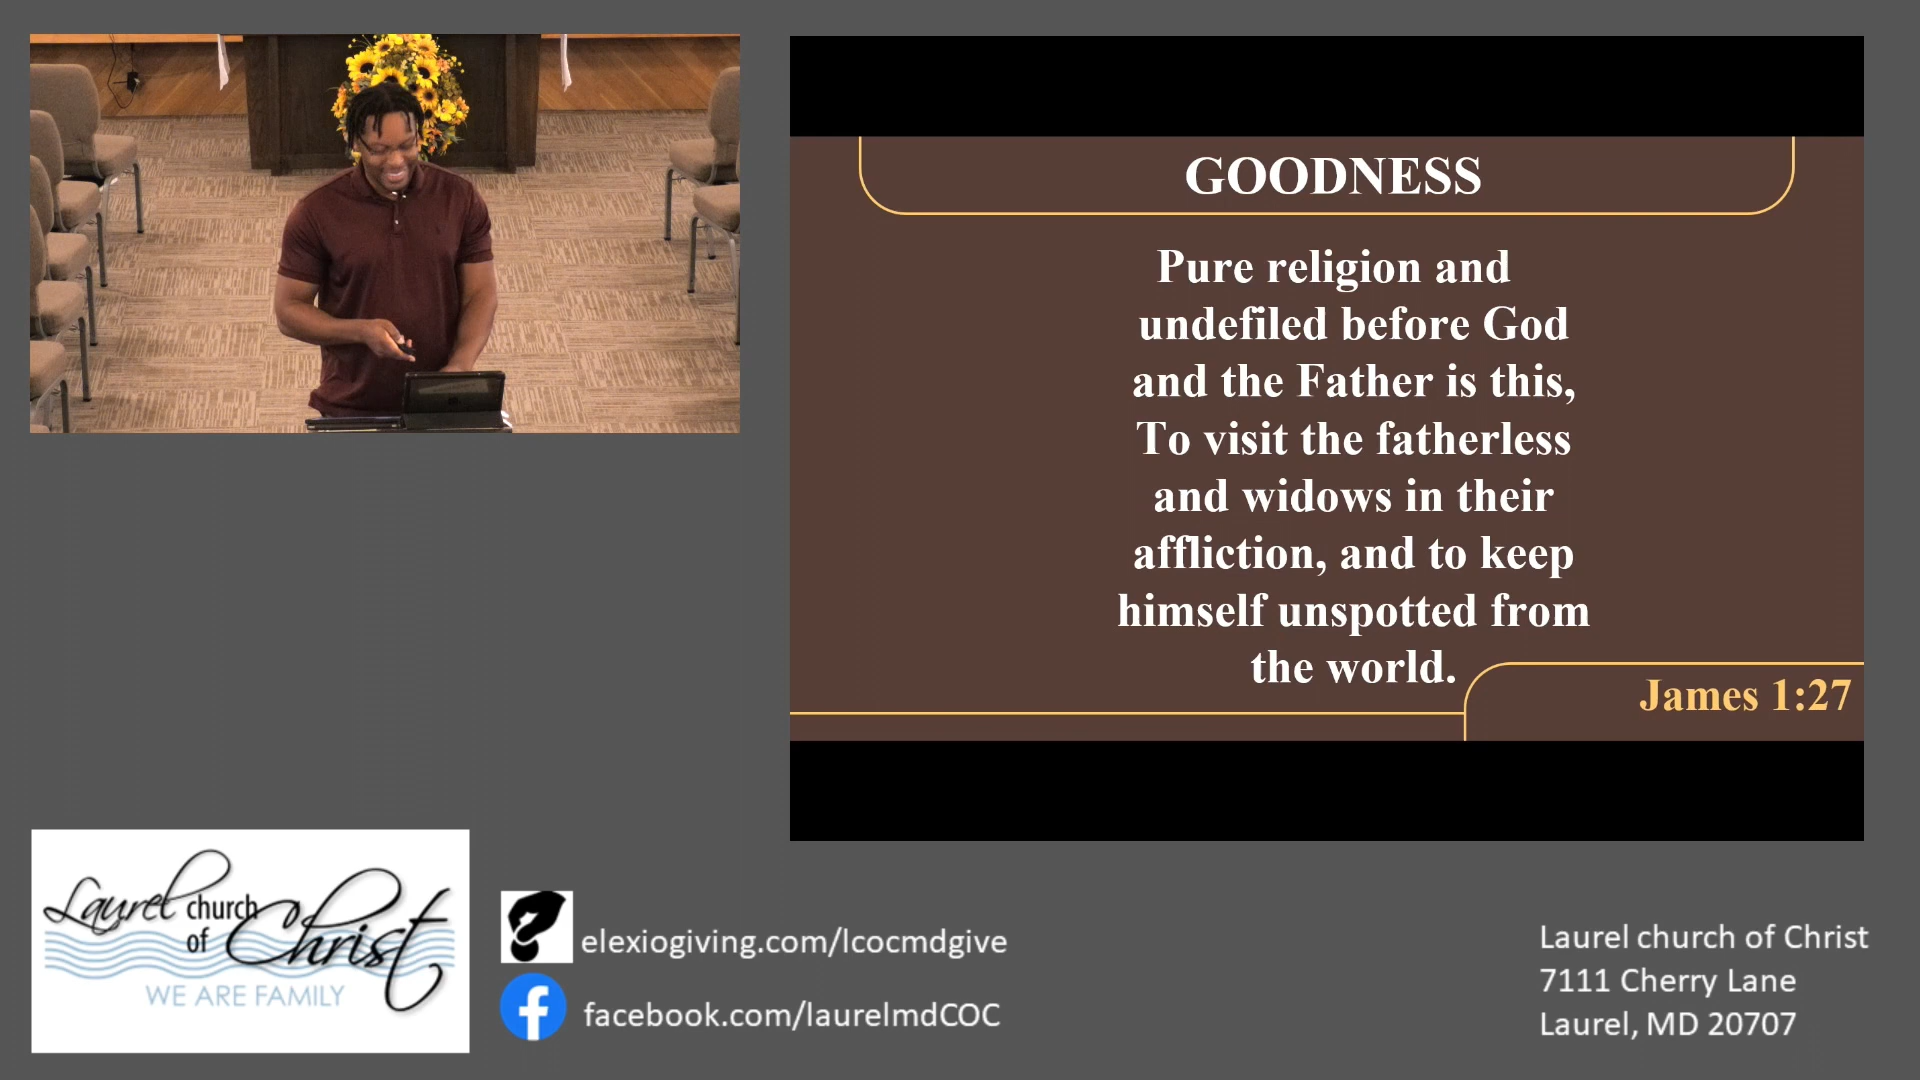 GOODNESS
Pure religion and
undefiled before God
and the Father is this,
To visit the fatherless
and widows in their
affliction, and to keep
himself unspotted from
the world.
James 1:27
Laurel church of Christ
WE ARE FAMILY
elexiogiving.com/lcocmdgive
facebook.com/laurelmdCOC
Laurel church of Christ
7111 Cherry Lane
Laurel, MD 20707